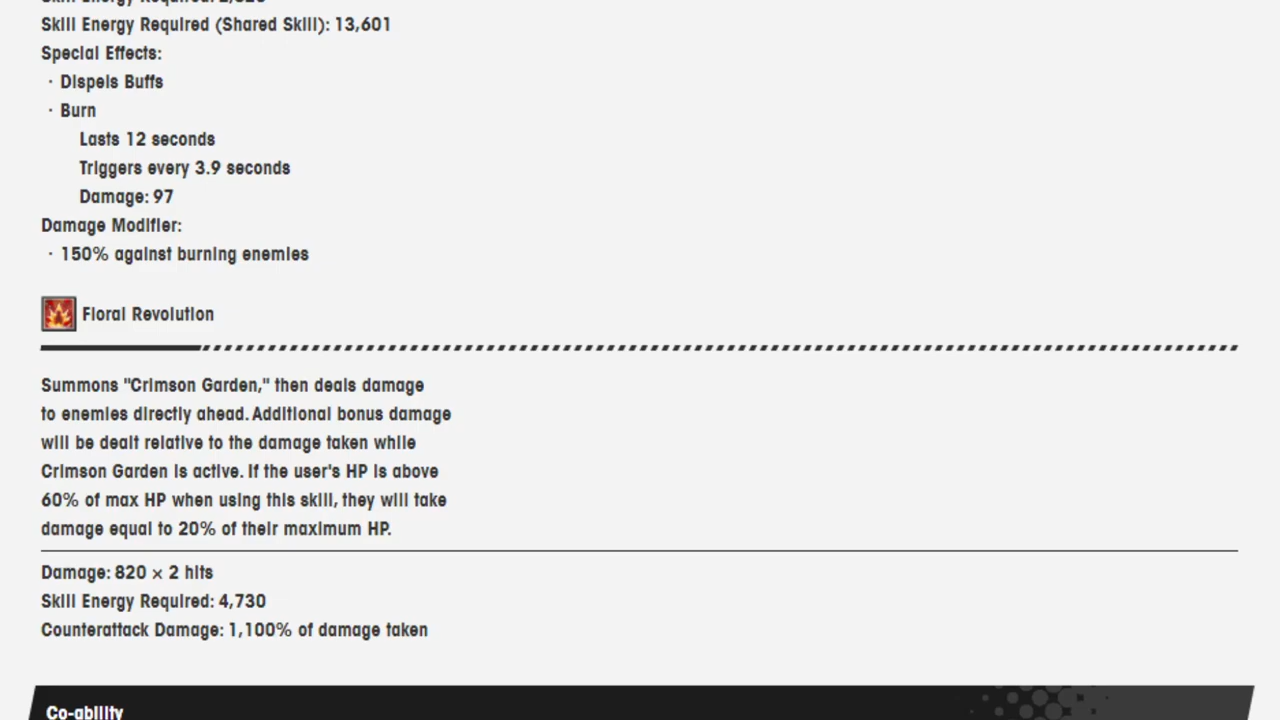 Skill Energy Required (Shared Skill): 13,601
Special Effects:
· Dispels Buffs
· Burn
Lasts 12 seconds
Triggers every 3.9 seconds
Damage: 97
Damage Modifier:
· 150% against burning enemies
Floral Revolution
Summons "Crimson Garden," then deals damage
to enemies directly ahead. Additional bonus damage
will be dealt relative to the damage taken while
Crimson Garden is active. If the user's HP is above
60% of max HP when using this skill, they will take
damage equal to 20% of their maximum HP.
Damage: 820 × 2 hits
Skill Energy Required: 4,730
Counterattack Damage: 1,100% of damage taken
Co-ability